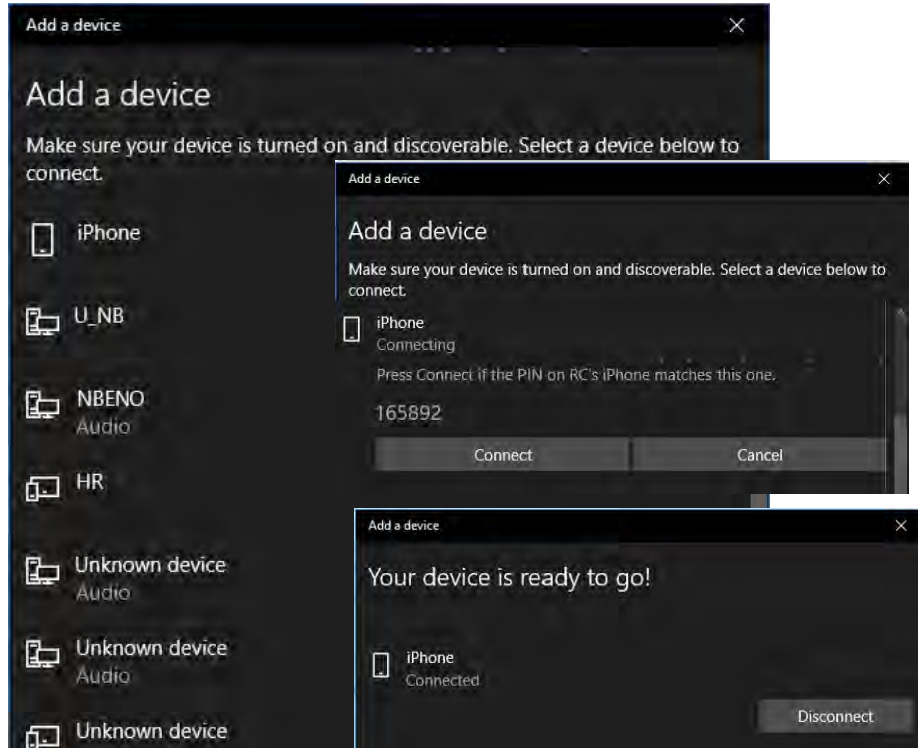 Add a device
Add a device
Make sure your device is turned on and discoverable. Select a device below to
connect.
iPhone
U_NB
NBENO
Audio
HR
Unknown device
Audio
Unknown device
Audio
Unknown device
Add a device
Add a device
Make sure your device is turned on and discoverable. Select a device below to
connect.
iPhone
Connecting
Press Connect if the PIN on RC's iPhone matches this one.
165892
Connect Cancel
Add a device
Your device is ready to go!
iPhone
Connected
Disconnect